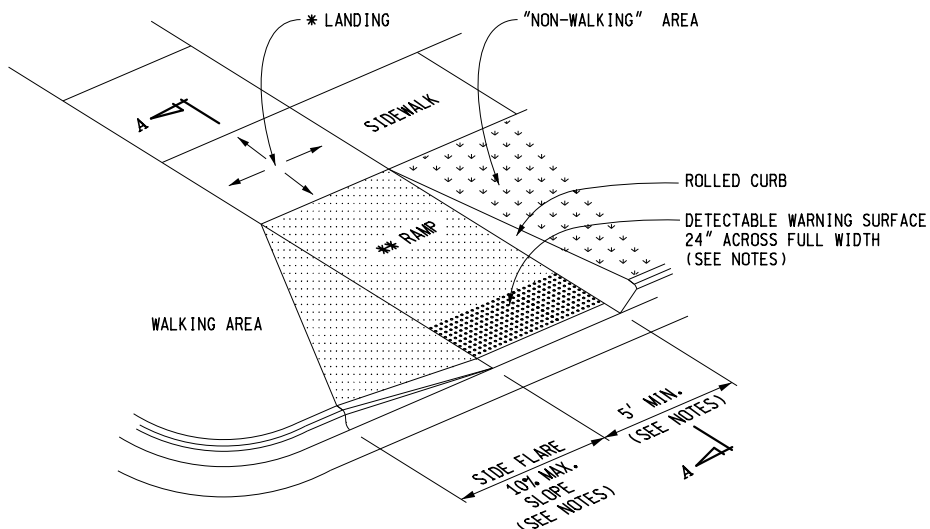 * LANDING
"NON-WALKING" AREA
A
SIDEWALK
ROLLED CURB
** RAMP
DETECTABLE WARNING SURFACE
24" ACROSS FULL WIDTH
(SEE NOTES)
WALKING AREA
5' MIN.
(SEE NOTES)
A
SIDE FLARE
10% MAX.
SLOPE
(SEE NOTES)